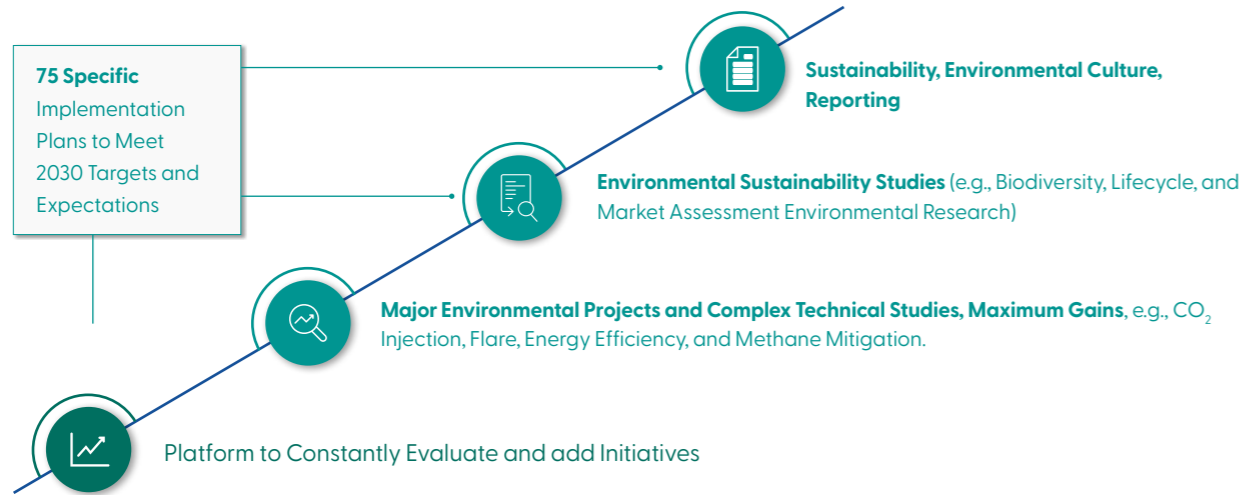 75 Specific
Implementation
Plans to Meet
2030 Targets and
Expectations
Sustainability, Environmental Culture,
Reporting
Environmental Sustainability Studies (e.g., Biodiversity, Lifecycle, and
Market Assessment Environmental Research)
Major Environmental Projects and Complex Technical Studies, Maximum Gains, e.g., CO₂
Injection, Flare, Energy Efficiency, and Methane Mitigation.
Platform to Constantly Evaluate and add Initiatives